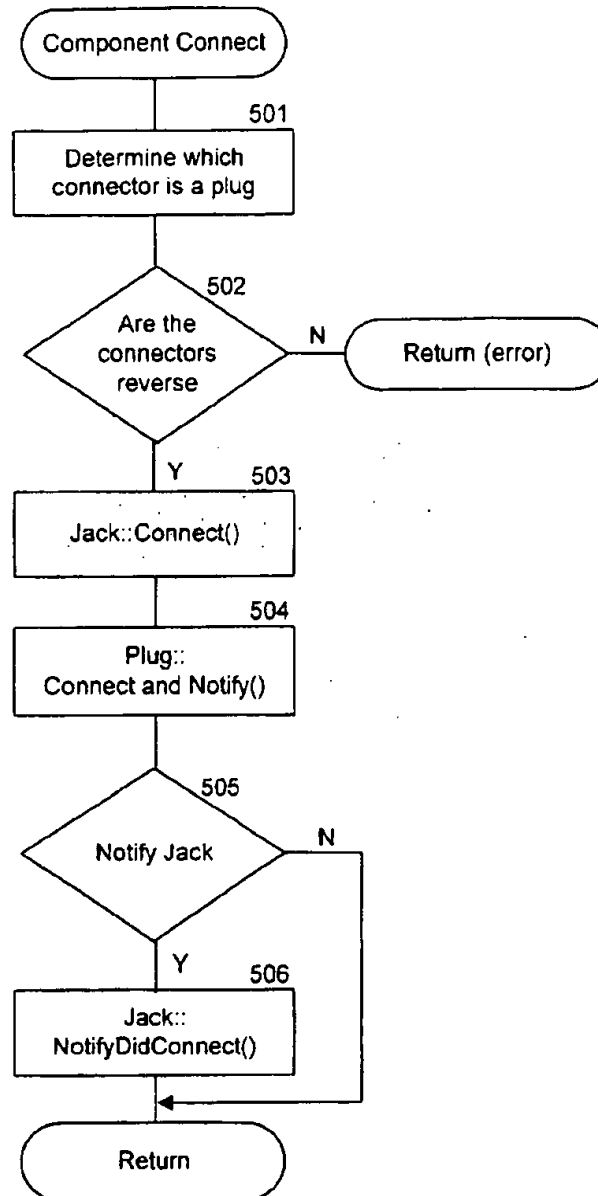 Component Connect
501
Determine which
connector is a plug
502
Are the
connectors
reverse
N
Return (error)
Y
503
Jack::Connect()
504
Plug::
Connect and Notify()
505
Notify Jack
N
Y
506
Jack::
NotifyDidConnect()
Return